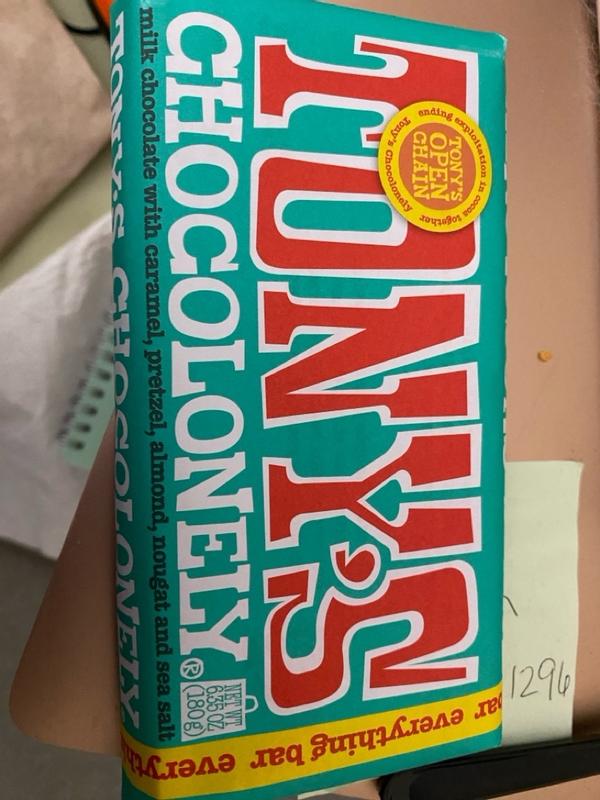 TONY'S
CHOCOLONELY®
milk chocolate with caramel, pretzel, almond, nougat and sea salt
NET WT
6.35 OZ
(180g)
ending exploitation in cocoa together
TONY'S
OPEN
CHAIN
Tony's Chocolonely
bar everything bar everything
TONY'S CHOCOLONELY
1296